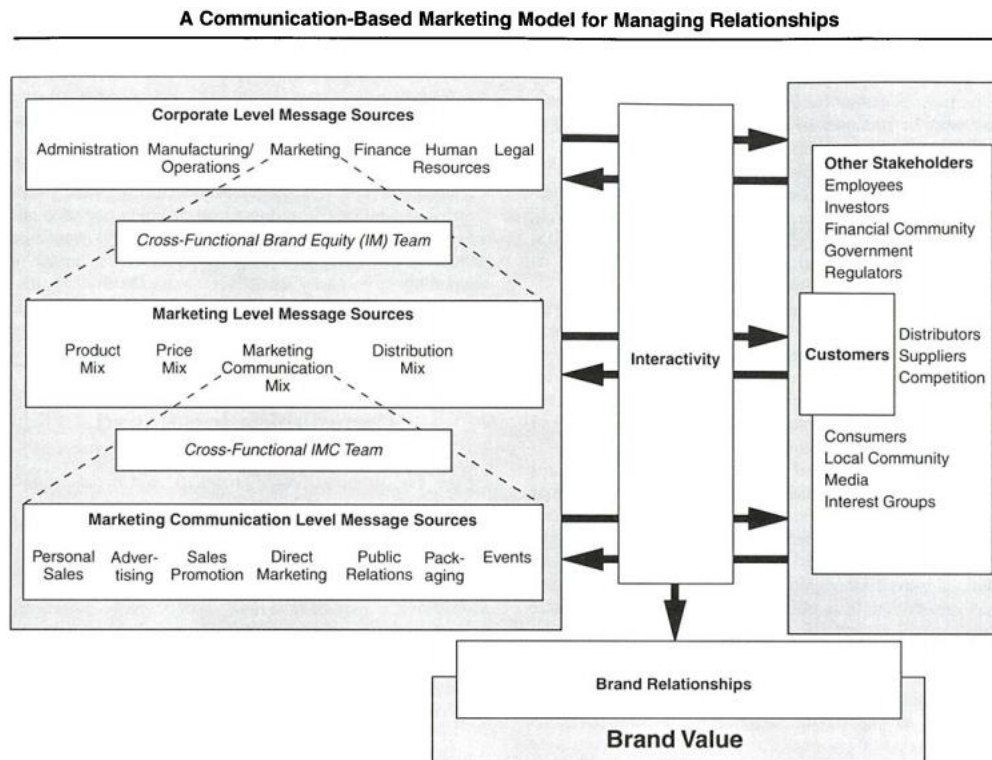 A Communication-Based Marketing Model for Managing Relationships
Corporate Level Message Sources
Administration Manufacturing/ Marketing Finance Human Legal
Operations Resources
Cross-Functional Brand Equity (IM) Team
Marketing Level Message Sources
Product Price Marketing Distribution
Mix Mix Communication Mix
Mix
Cross-Functional IMC Team
Marketing Communication Level Message Sources
Personal Adver- Sales Direct Public Pack- Events
Sales tising Promotion Marketing Relations aging
Interactivity
Other Stakeholders
Employees
Investors
Financial Community
Government
Regulators
Customers
Distributors
Suppliers
Competition
Consumers
Local Community
Media
Interest Groups
Brand Relationships
Brand Value